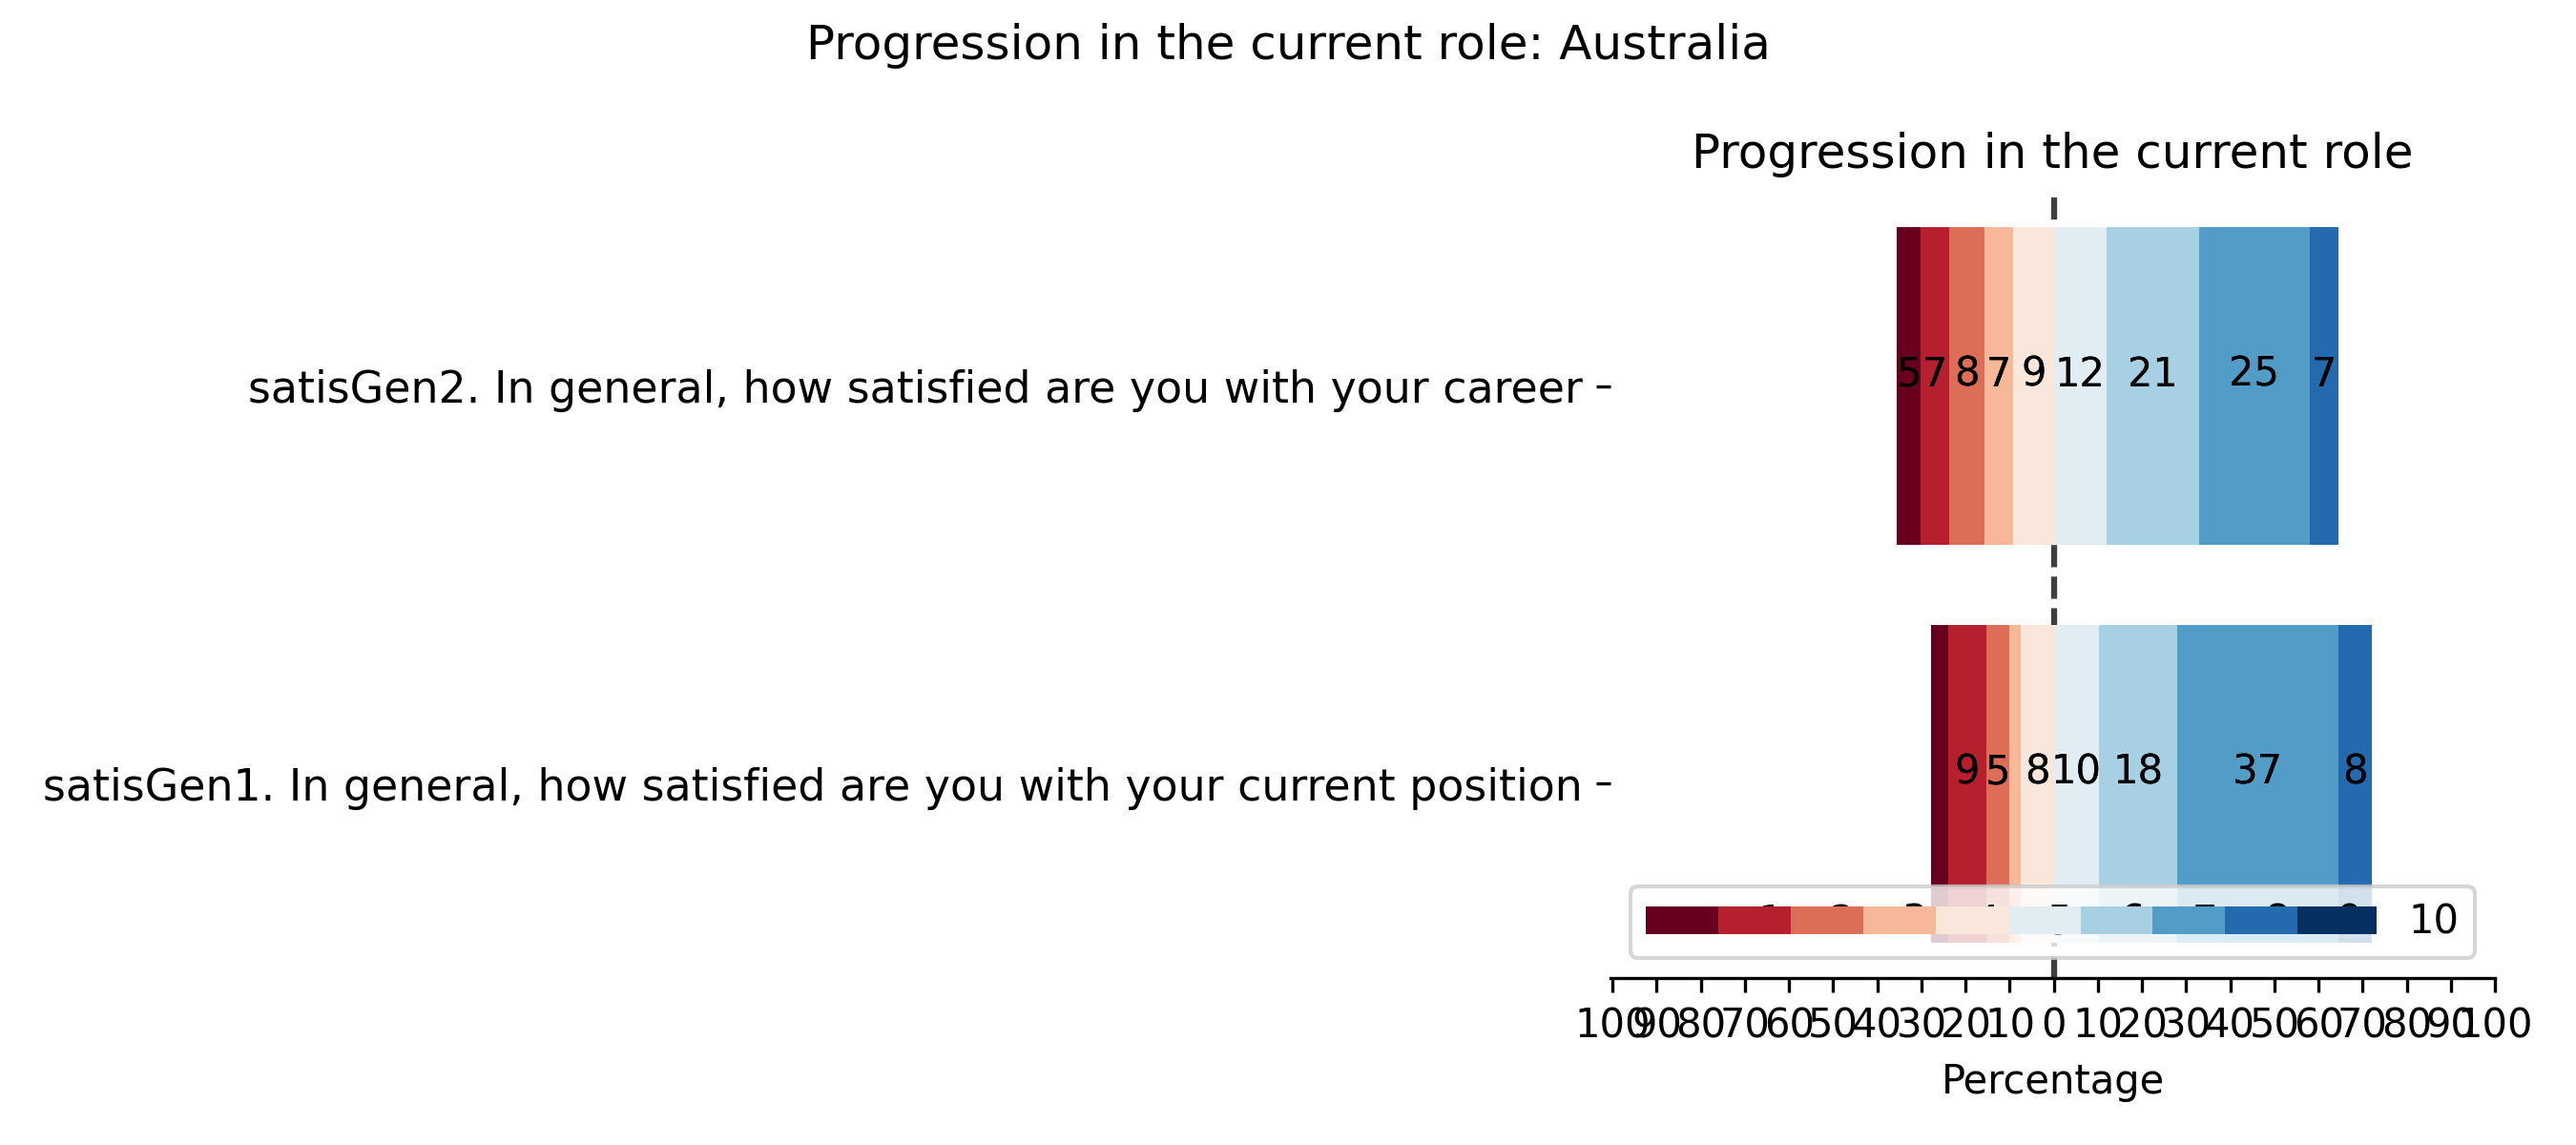 Progression in the current role: Australia
Progression in the current role
satisGen2. In general, how satisfied are you with your career
5 7 8 7 9 12 21 25 7
satisGen1. In general, how satisfied are you with your current position
9 5 8 10 18 37 8
10
100 90 80 70 60 50 40 30 20 10 0 10 20 30 40 50 60 70 80 90 100
Percentage